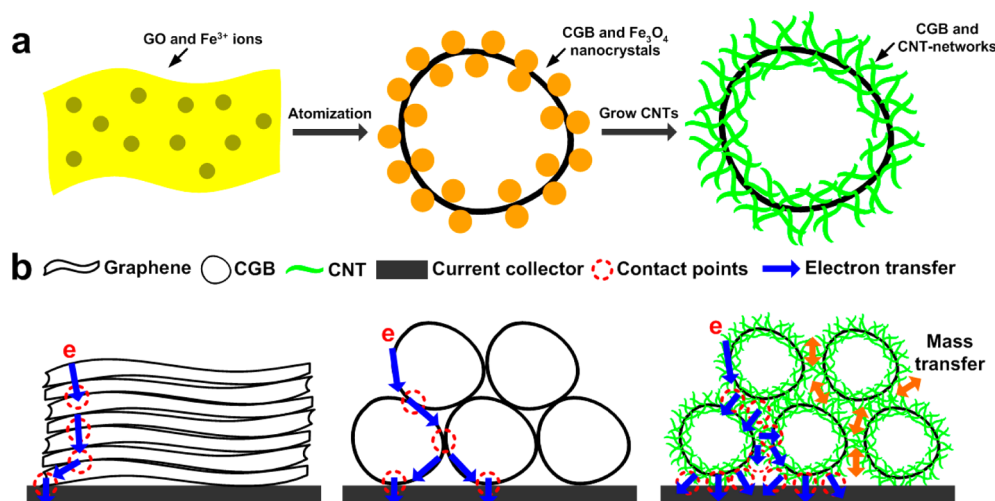 a
GO and Fe³⁺ ions
Atomization
CGB and Fe₃O₄
nanocrystals
Grow CNTs
CGB and
CNT-networks
b
Graphene
CGB
CNT
Current collector
Contact points
Electron transfer
e
e
e
Mass
transfer